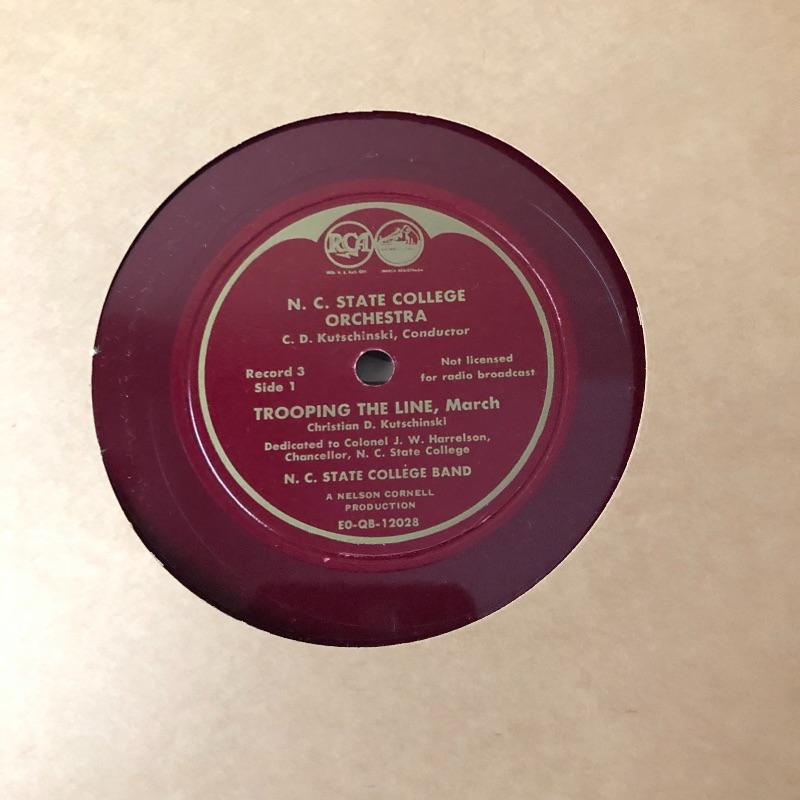 RCA
N. C. STATE COLLEGE
ORCHESTRA
C. D. Kutschinski, Conductor
Record 3
Side 1
Not licensed
for radio broadcast
TROOPING THE LINE, March
Christian D. Kutschinski
Dedicated to Colonel J. W. Harrelson,
Chancellor, N. C. State College
N. C. STATE COLLEGE BAND
A NELSON CORNELL
PRODUCTION
E0-QB-12028